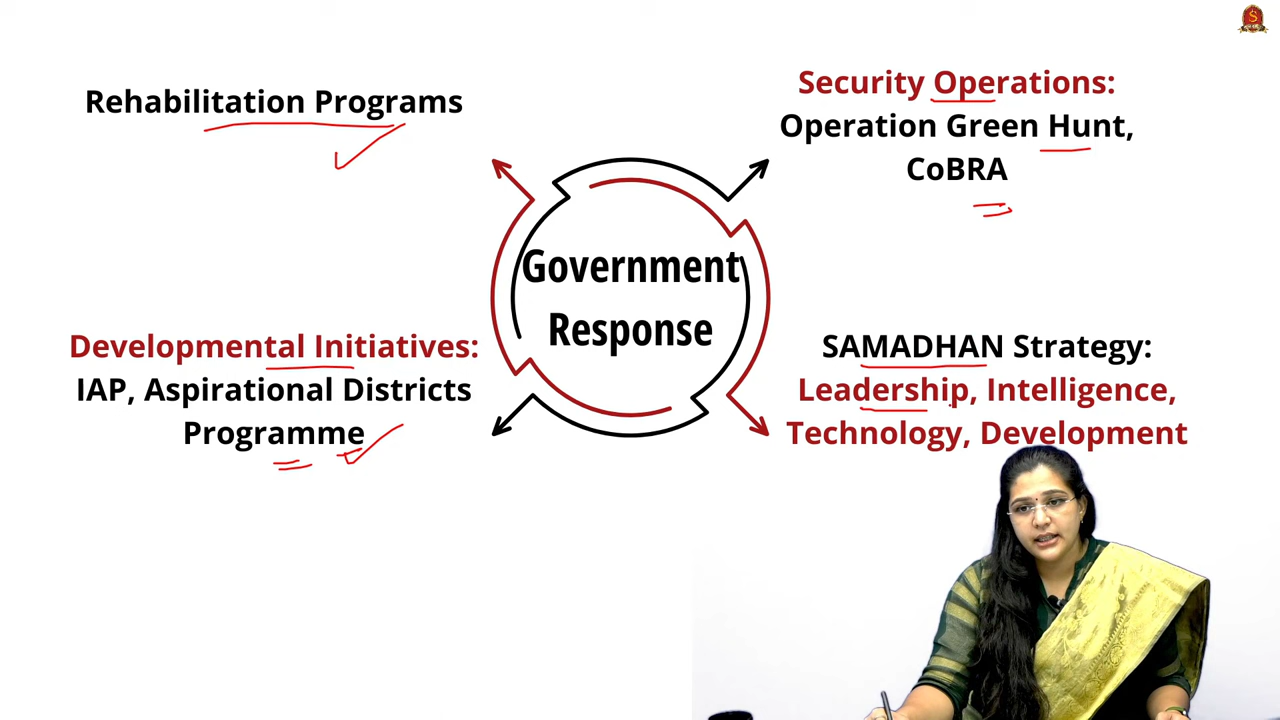 Rehabilitation Programs
Security Operations:
Operation Green Hunt,
CoBRA
Government
Response
Developmental Initiatives:
IAP, Aspirational Districts
Programme
SAMADHAN Strategy:
Leadership, Intelligence,
Technology, Development